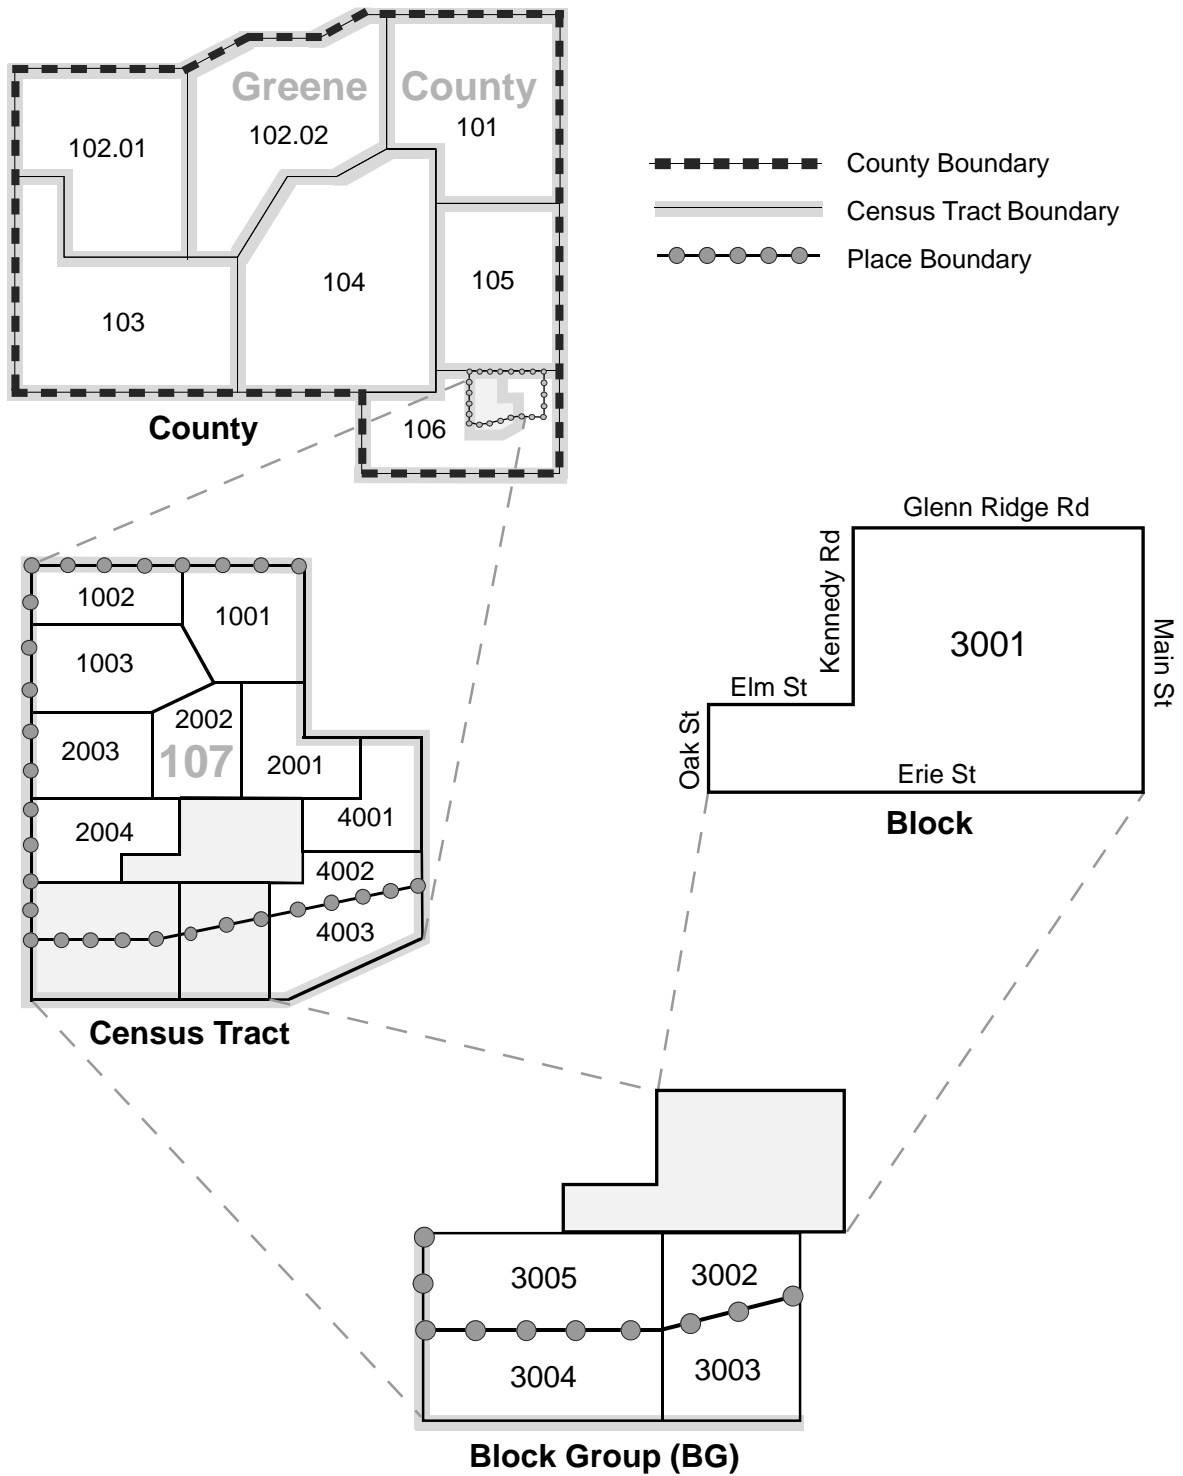 Greene County
102.01
102.02
101
103
104
105
106
County
County Boundary
Census Tract Boundary
Place Boundary
1002
1001
1003
2002
2003
107
2001
2004
4001
4002
4003
Census Tract
Glenn Ridge Rd
Kennedy Rd
3001
Main St
Elm St
Oak St
Erie St
Block
3005
3002
3004
3003
Block Group (BG)